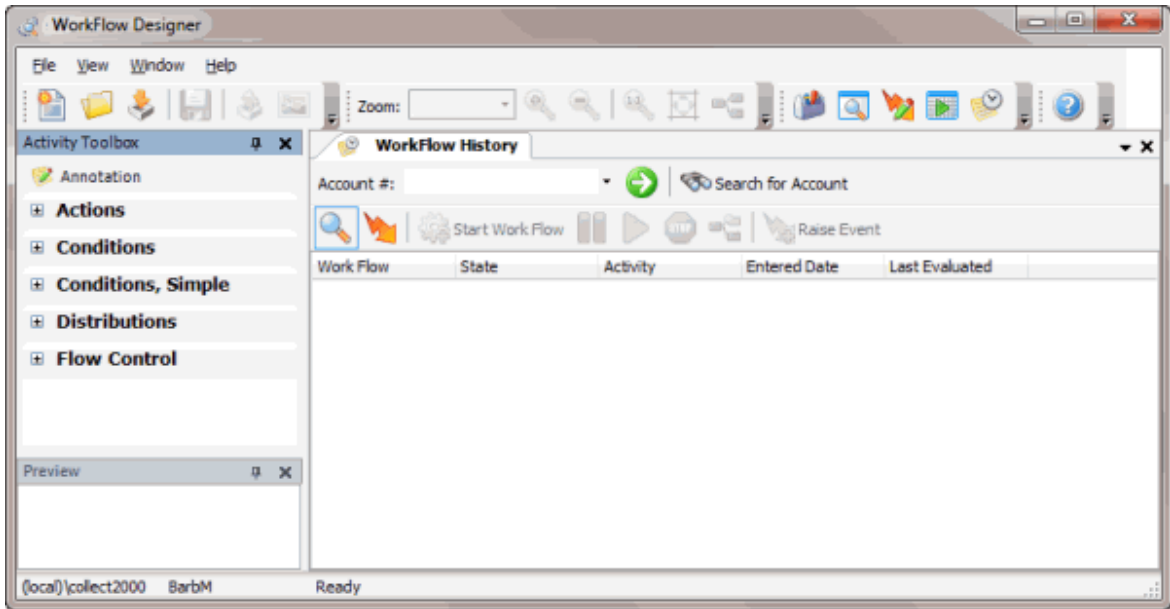 WorkFlow Designer
File View Window Help
Zoom:
Activity Toolbox
WorkFlow History
Annotation
Account #:
Search for Account
Actions
Start Work Flow
Raise Event
Conditions
Work Flow State Activity Entered Date Last Evaluated
Conditions, Simple
Distributions
Flow Control
Preview
(local)\collect2000 BarbM Ready